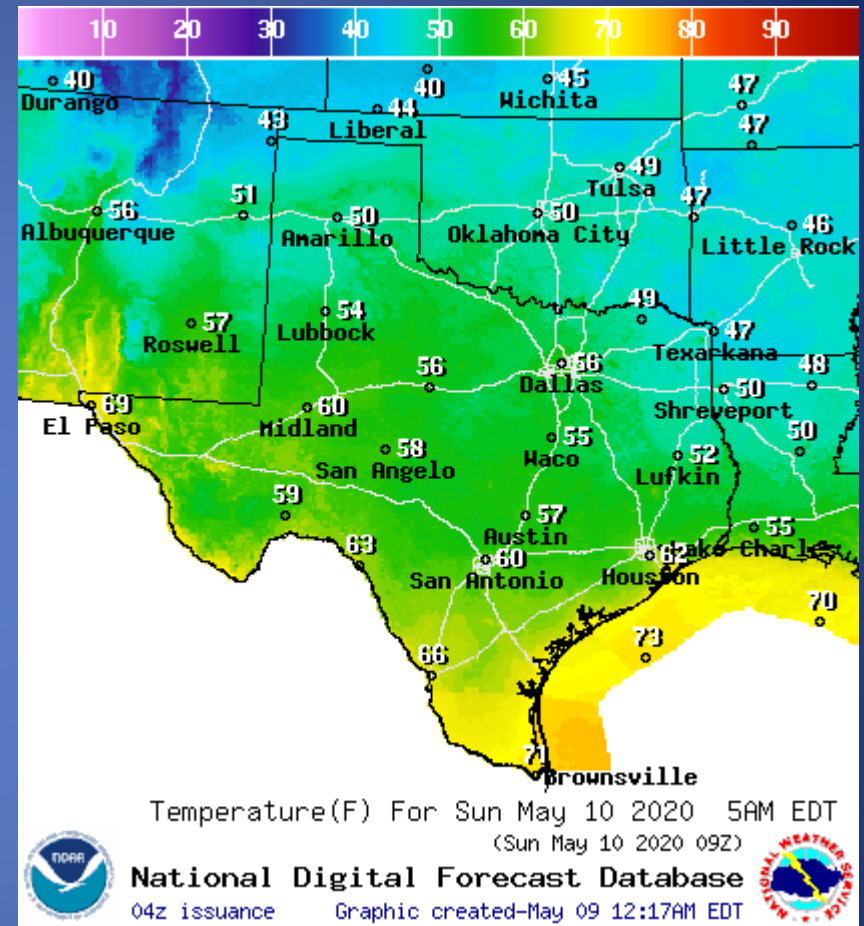 10 20 30 40 50 60 70 80 90
40 Durango
40
44 Liberal
45 Wichita
47
47
43
49 Tulsa
56 Albuquerque
51
50 Amarillo
50 Oklahoma City
47
46 Little Rock
57 Roswell
54 Lubbock
49
47 Texarkana
56
56 Dallas
50 Shreveport
48
69 El Paso
60 Midland
58 San Angelo
55 Waco
52 Lufkin
50
59
57 Austin
55
63
60 San Antonio
62 Houston
66
73
70
71 Brownsville
Temperature(F) For Sun May 10 2020 5AM EDT
(Sun May 10 2020 09Z)
National Digital Forecast Database
04z issuance Graphic created-May 09 12:17AM EDT
NOAA
NATIONAL WEATHER SERVICE